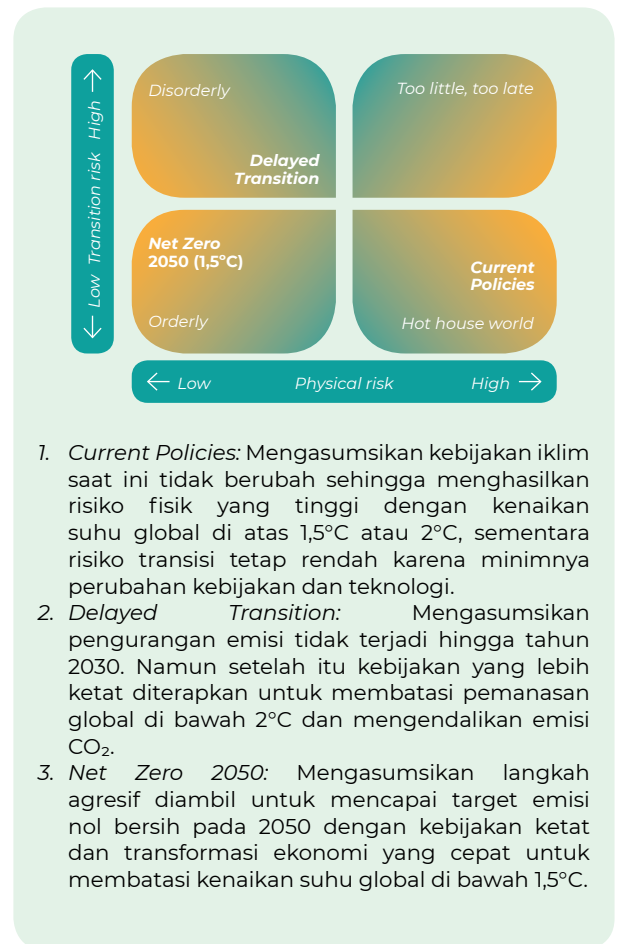 Disorderly
Too little, too late
Delayed
Transition
Low Transition risk High
Net Zero
2050 (1,5°C)
Current
Policies
Orderly
Hot house world
Low Physical risk High
1. Current Policies: Mengasumsikan kebijakan iklim
saat ini tidak berubah sehingga menghasilkan
risiko fisik yang tinggi dengan kenaikan
suhu global di atas 1,5°C atau 2°C, sementara
risiko transisi tetap rendah karena minimnya
perubahan kebijakan dan teknologi.
2. Delayed Transition: Mengasumsikan
pengurangan emisi tidak terjadi hingga tahun
2030. Namun setelah itu kebijakan yang lebih
ketat diterapkan untuk membatasi pemanasan
global di bawah 2°C dan mengendalikan emisi
CO₂.
3. Net Zero 2050: Mengasumsikan langkah
agresif diambil untuk mencapai target emisi
nol bersih pada 2050 dengan kebijakan ketat
dan transformasi ekonomi yang cepat untuk
membatasi kenaikan suhu global di bawah 1,5°C.